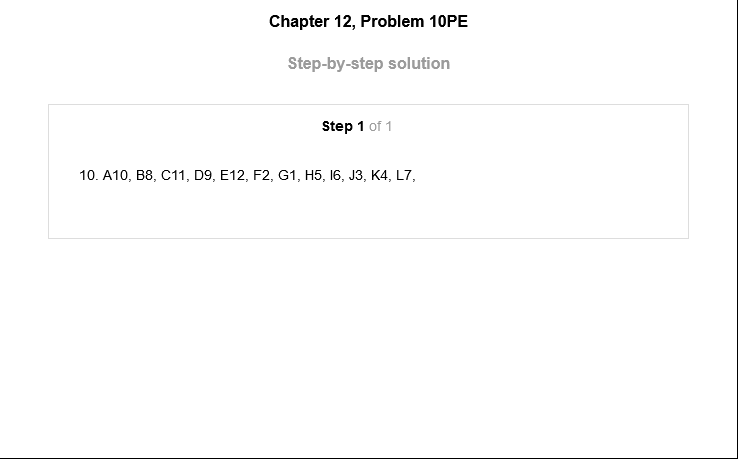 Chapter 12, Problem 10PE
Step-by-step solution
Step 1 of 1
10. A10, B8, C11, D9, E12, F2, G1, H5, I6, J3, K4, L7,